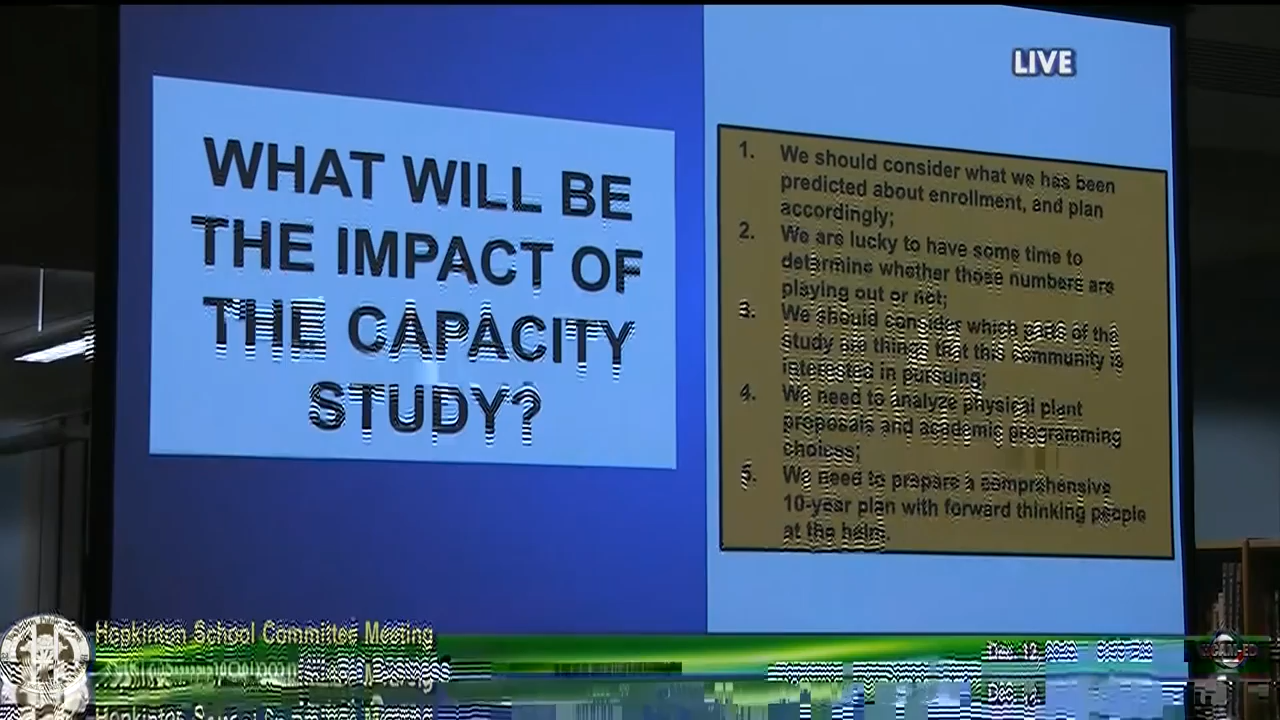 LIVE
WHAT WILL BE
THE IMPACT OF
THE CAPACITY
STUDY?
1. We should consider what we has been
predicted about enrollment, and plan
accordingly;
2. We are lucky to have some time to
determine whether those numbers are
playing out or not;
3. We should consider which parts of the
study are things that this community is
interested in pursuing;
4. We need to analyze physical plant
proposals and academic programming
choices;
5. We need to prepare a comprehensive
10-year plan with forward thinking people
at the helm.
Hopkinton School Committee Meeting